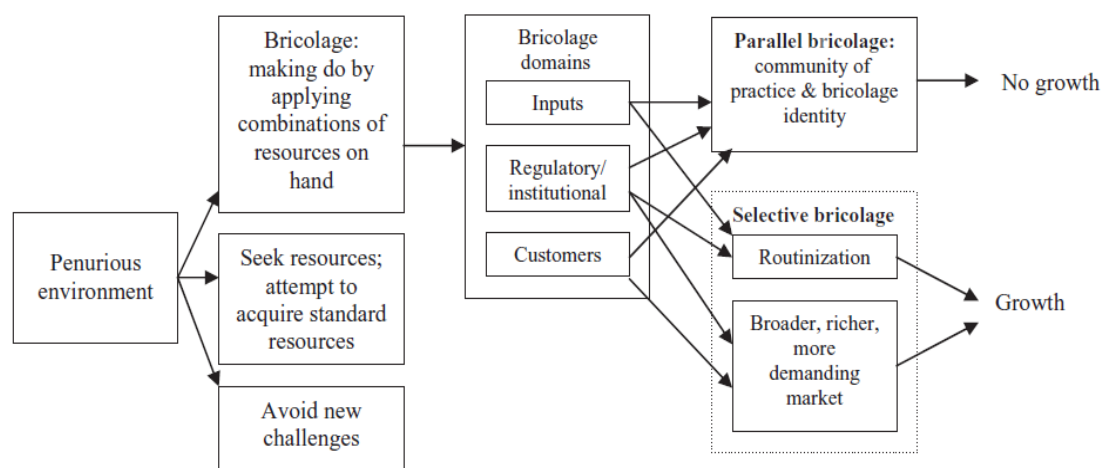 Penurious
environment
Bricolage:
making do by
applying
combinations of
resources on
hand
Seek resources;
attempt to
acquire standard
resources
Avoid new
challenges
Bricolage
domains
Inputs
Regulatory/
institutional
Customers
Parallel bricolage:
community of
practice & bricolage
identity
No growth
Selective bricolage
Routinization
Broader, richer,
more
demanding
market
Growth